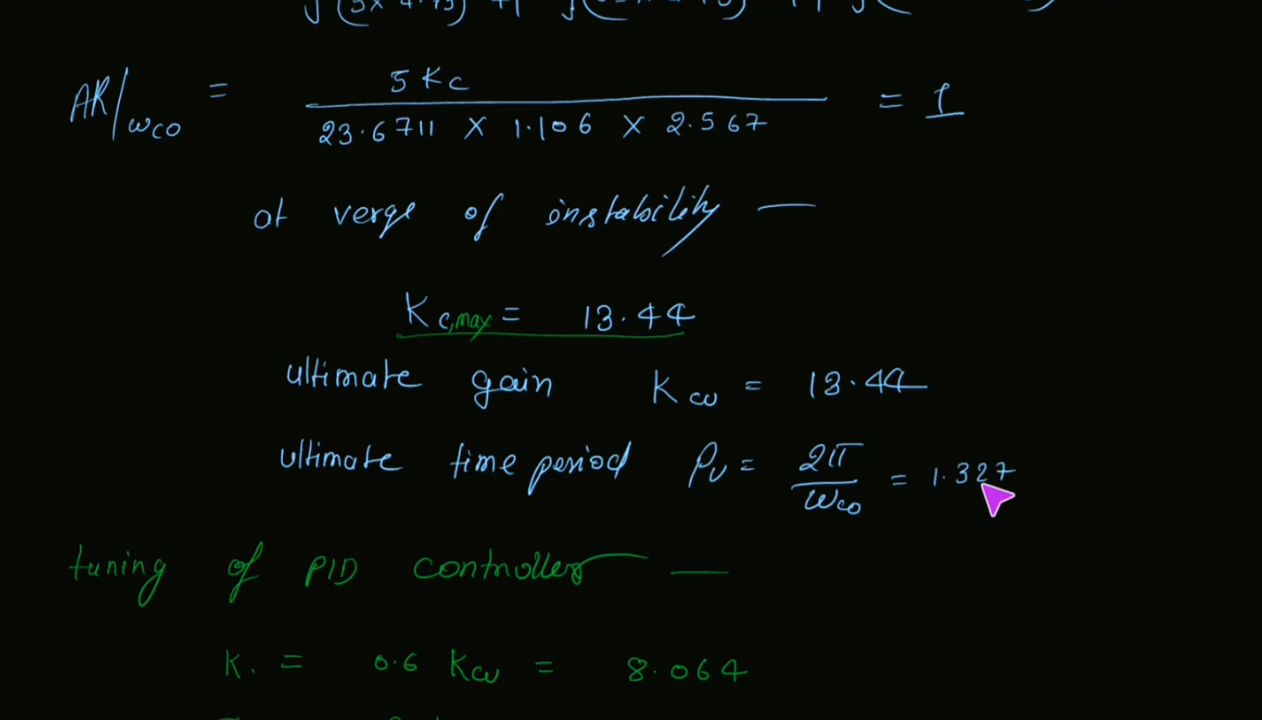 AR/ωco = 5 Kc / 23.6711 X 1.106 X 2.567 = 1
at verge of instability —
Kc,max = 13.44
ultimate gain Kcu = 13.44
ultimate time period Pu = 2π / ωco = 1.327
tuning of PID controller —
K. = 0.6 Kcu = 8.064